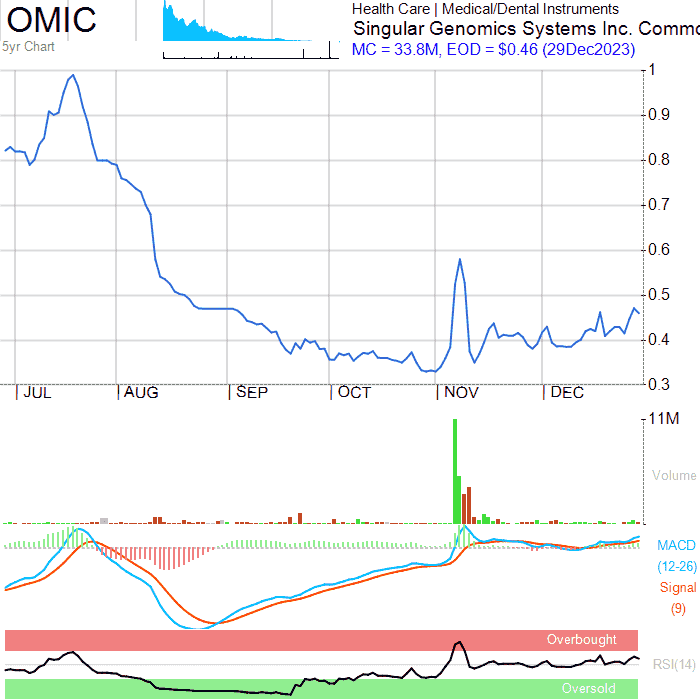 OMIC
5yr Chart
Health Care | Medical/Dental Instruments
Singular Genomics Systems Inc. Commo
MC = 33.8M, EOD = $0.46 (29Dec2023)
1
0.9
0.8
0.7
0.6
0.5
0.4
0.3
JUL AUG SEP OCT NOV DEC
11M
Volume
MACD
(12-26)
Signal
(9)
Overbought
RSI(14)
Oversold